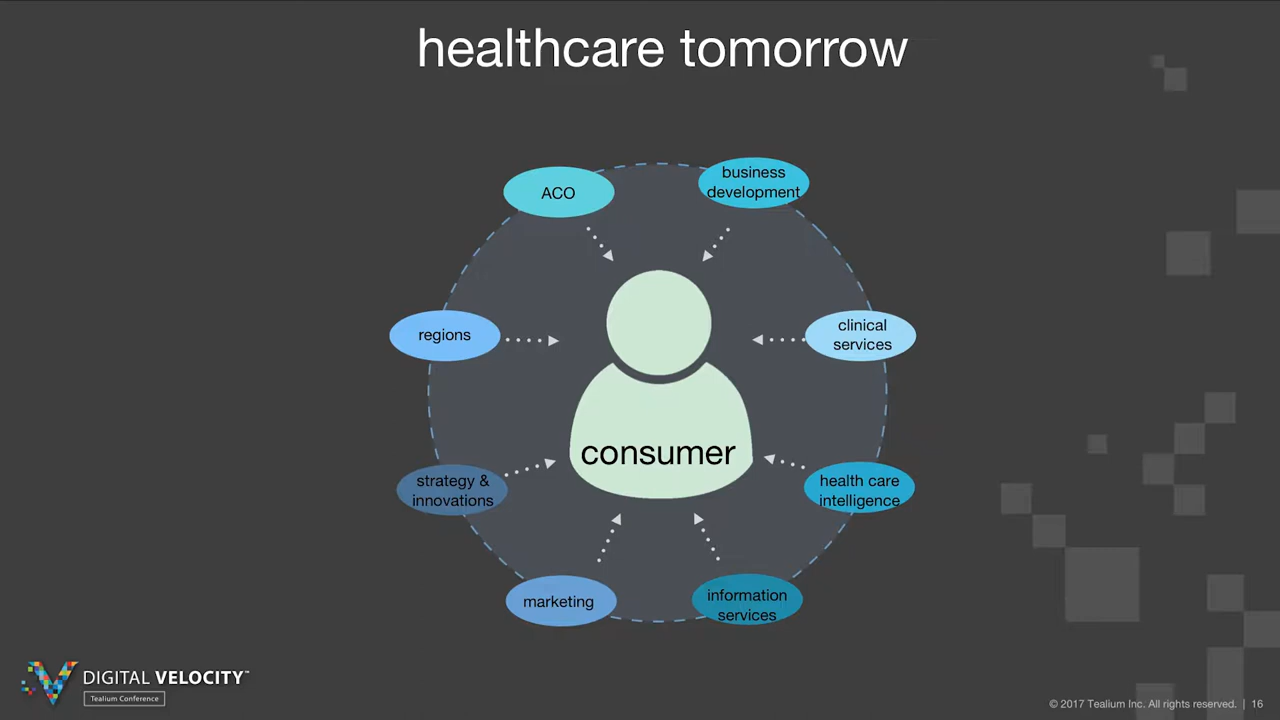 healthcare tomorrow
ACO
business
development
regions
clinical
services
consumer
strategy &
innovations
health care
intelligence
marketing
information
services
DIGITAL VELOCITY™
Tealium Conference
© 2017 Tealium Inc. All rights reserved. | 16